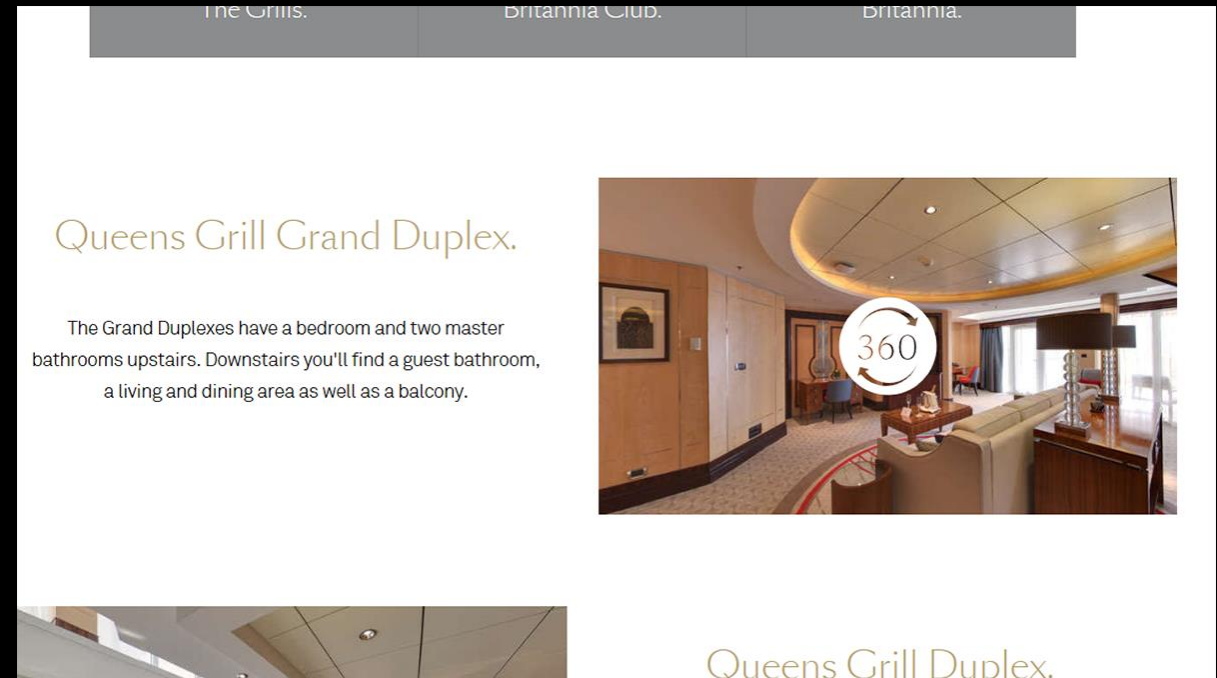 The Grills.
Britannia Club.
Britannia.
Queens Grill Grand Duplex.
The Grand Duplexes have a bedroom and two master
bathrooms upstairs. Downstairs you'll find a guest bathroom,
a living and dining area as well as a balcony.
360
Queens Grill Duplex.